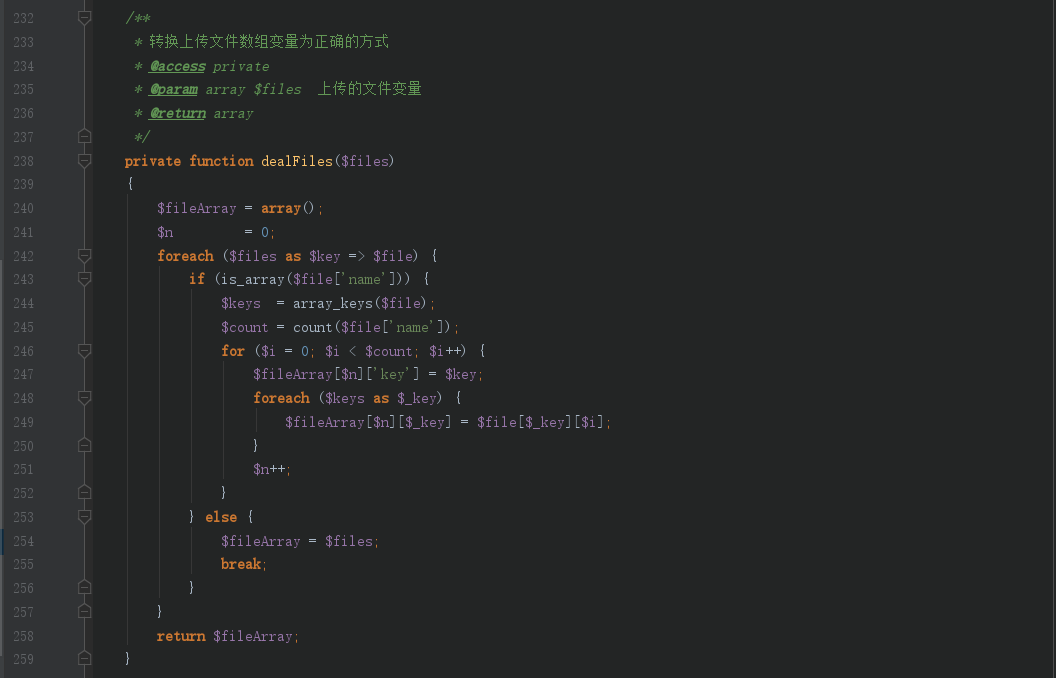 232 /**
233 * 转换上传文件数组变量为正确的方式
234 * @access private
235 * @param array $files 上传的文件变量
236 * @return array
237 */
238 private function dealFiles($files)
239 {
240 $fileArray = array();
241 $n = 0;
242 foreach ($files as $key => $file) {
243 if (is_array($file['name'])) {
244 $keys = array_keys($file);
245 $count = count($file['name']);
246 for ($i = 0; $i < $count; $i++) {
247 $fileArray[$n]['key'] = $key;
248 foreach ($keys as $_key) {
249 $fileArray[$n][$_key] = $file[$_key][$i];
250 }
251 $n++;
252 }
253 } else {
254 $fileArray = $files;
255 break;
256 }
257 }
258 return $fileArray;
259 }